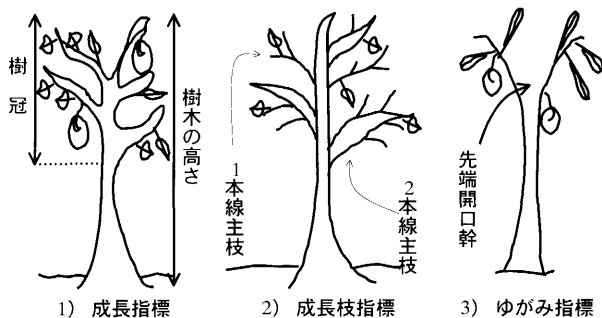 樹冠
樹木の高さ
1本線主枝
2本線主枝
先端開口幹
1) 成長指標
2) 成長枝指標
3) ゆがみ指標